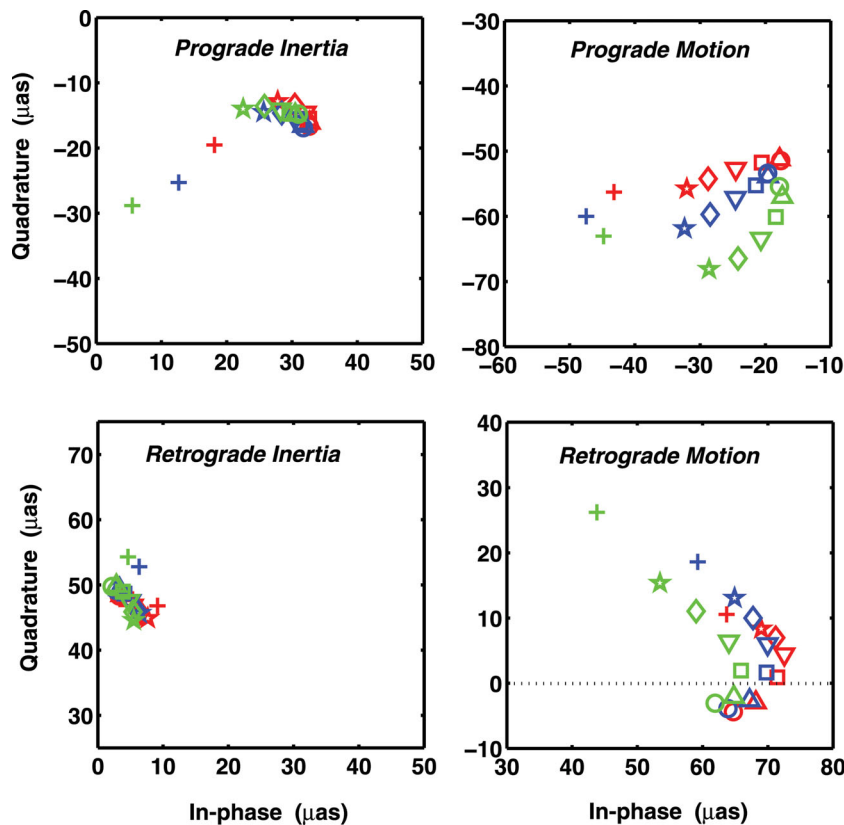 Prograde Inertia
Quadrature (μas)
0
−10
−20
−30
−40
−50
0 10 20 30 40 50
Prograde Motion
−30
−40
−50
−60
−70
−80
−60 −50 −40 −30 −20 −10
Retrograde Inertia
Quadrature (μas)
70
60
50
40
30
0 10 20 30 40 50
In-phase (μas)
Retrograde Motion
40
30
20
10
0
−10
30 40 50 60 70 80
In-phase (μas)